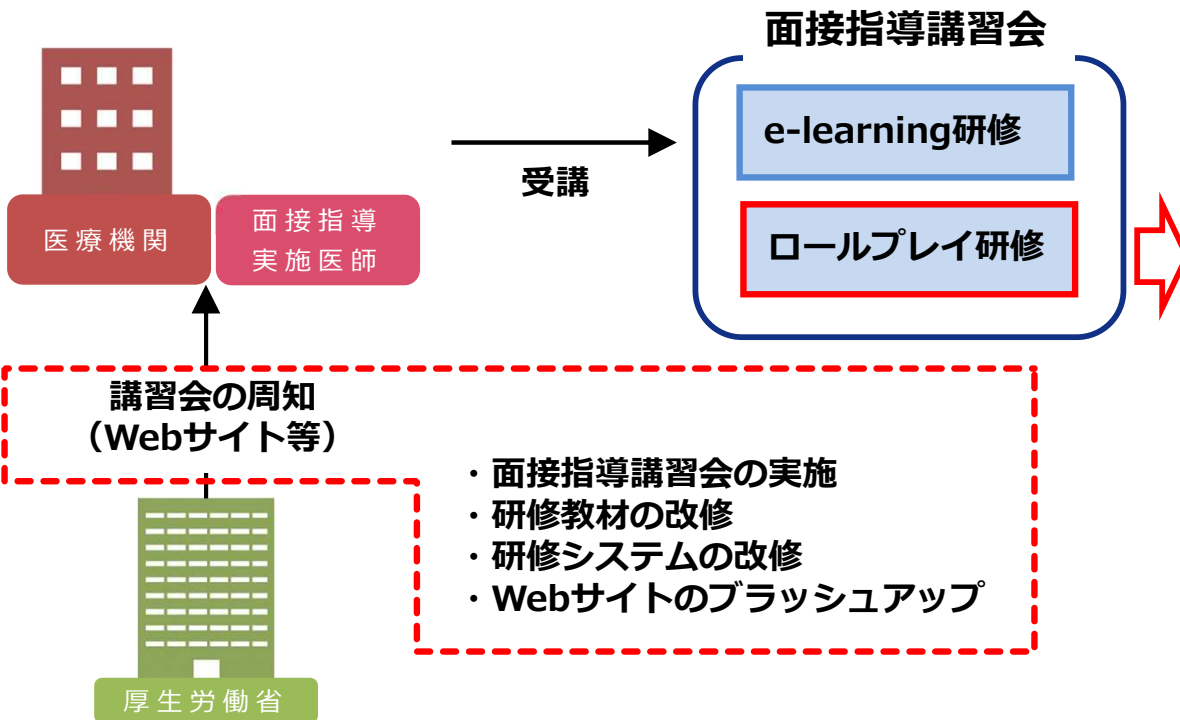 面接指導講習会
e-learning研修
ロールプレイ研修
受講
医療機関
面接指導
実施医師
講習会の周知
（Webサイト等）
・面接指導講習会の実施
・研修教材の改修
・研修システムの改修
・Webサイトのブラッシュアップ
厚生労働省